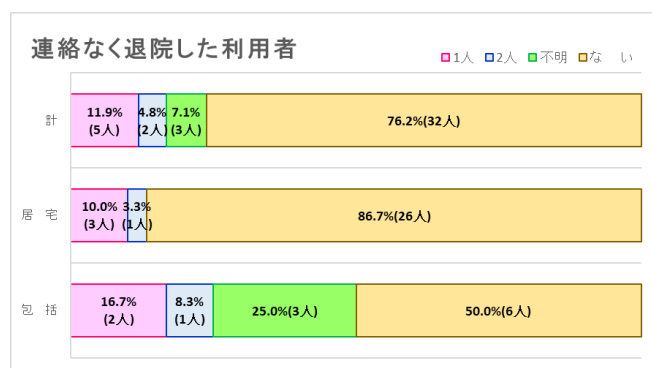 連絡なく退院した利用者
1人 2人 不明 な い
計
11.9% 4.8% 7.1% 76.2%(32人)
(5人) (2人) (3人)
居 宅
10.0% 3.3% 86.7%(26人)
(3人) (1人)
包 括
16.7% 8.3% 25.0%(3人) 50.0%(6人)
(2人) (1人)